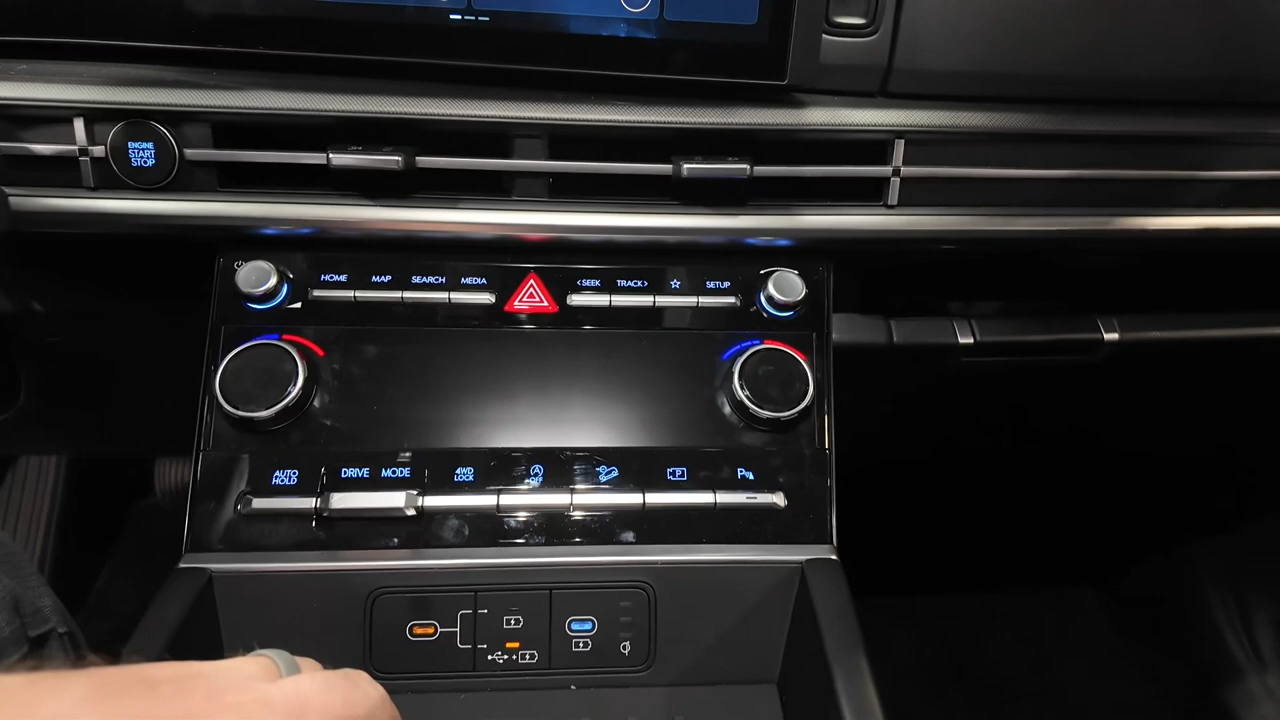 ENGINE
START
STOP
HOME MAP SEARCH MEDIA <SEEK TRACK> ☆ SETUP
AUTO
HOLD
DRIVE MODE
4WD
LOCK
A
OFF
P
P